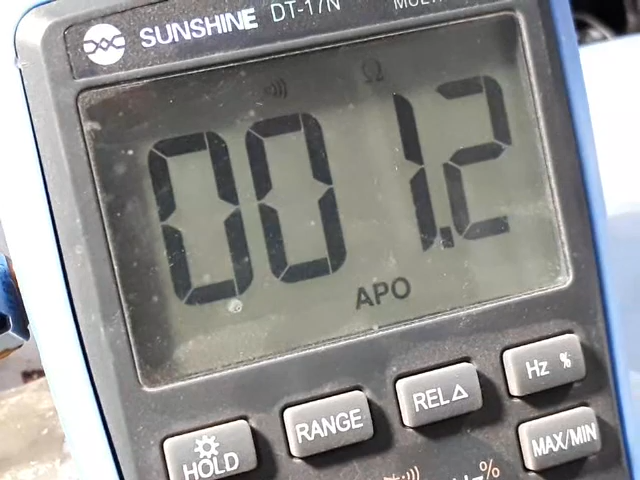 SUNSHINE DT-17N
Ω
001.2
APO
Hz %
REL△
RANGE
HOLD
MAX/MIN
%